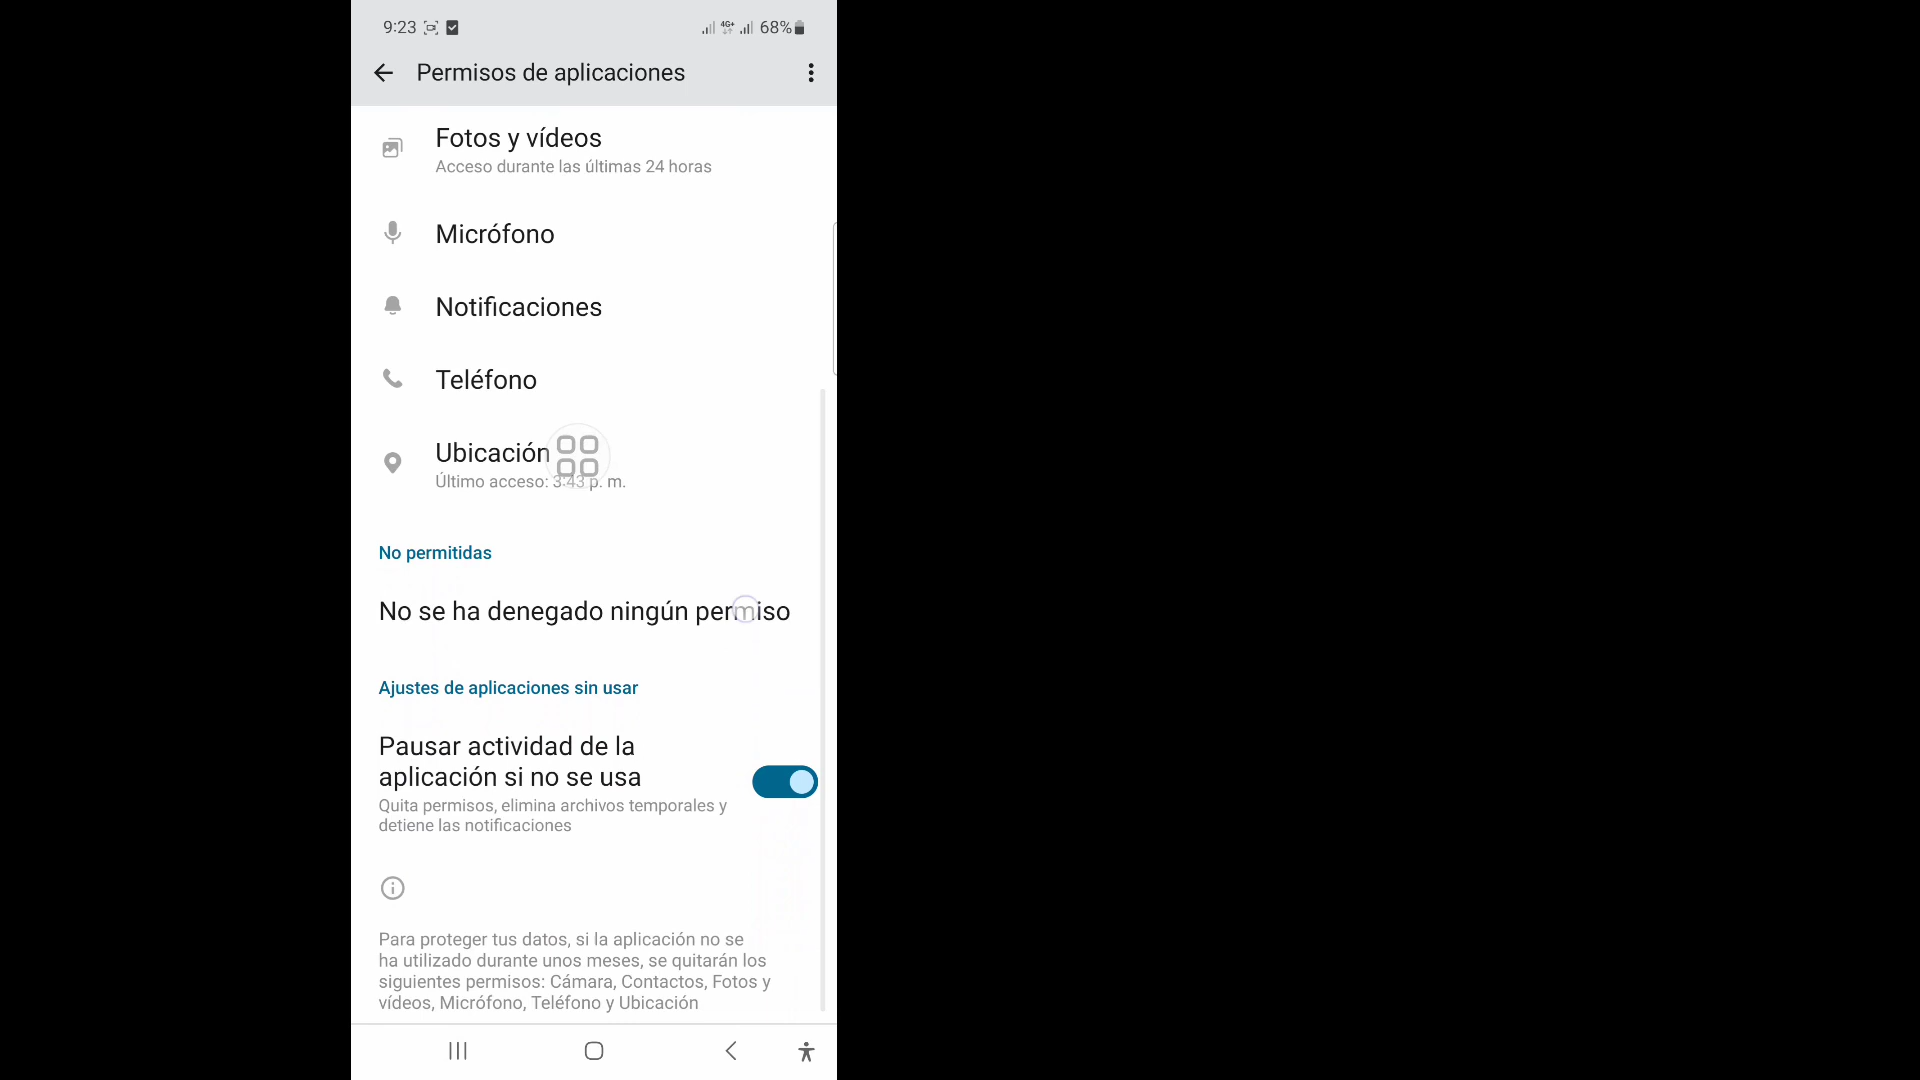 9:23 4G+ 68%
Permisos de aplicaciones
Fotos y vídeos
Acceso durante las últimas 24 horas
Micrófono
Notificaciones
Teléfono
Ubicación
Último acceso: 3:43 p. m.
No permitidas
No se ha denegado ningún permiso
Ajustes de aplicaciones sin usar
Pausar actividad de la
aplicación si no se usa
Quita permisos, elimina archivos temporales y
detiene las notificaciones
Para proteger tus datos, si la aplicación no se
ha utilizado durante unos meses, se quitarán los
siguientes permisos: Cámara, Contactos, Fotos y
vídeos, Micrófono, Teléfono y Ubicación